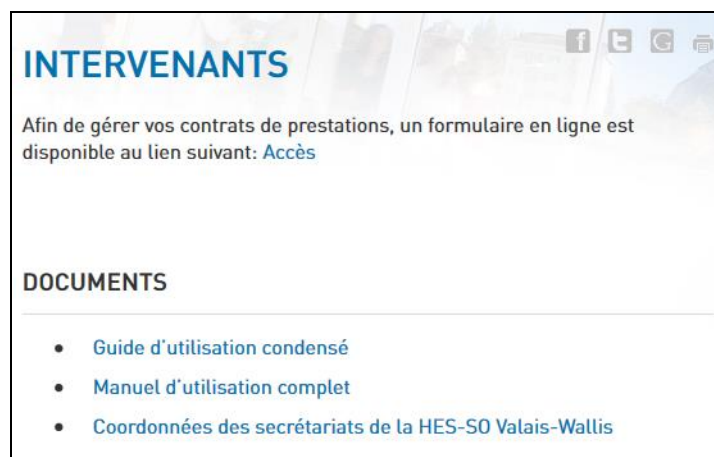 INTERVENANTS
Afin de gérer vos contrats de prestations, un formulaire en ligne est
disponible au lien suivant: Accès
DOCUMENTS
• Guide d'utilisation condensé
• Manuel d'utilisation complet
• Coordonnées des secrétariats de la HES-SO Valais-Wallis